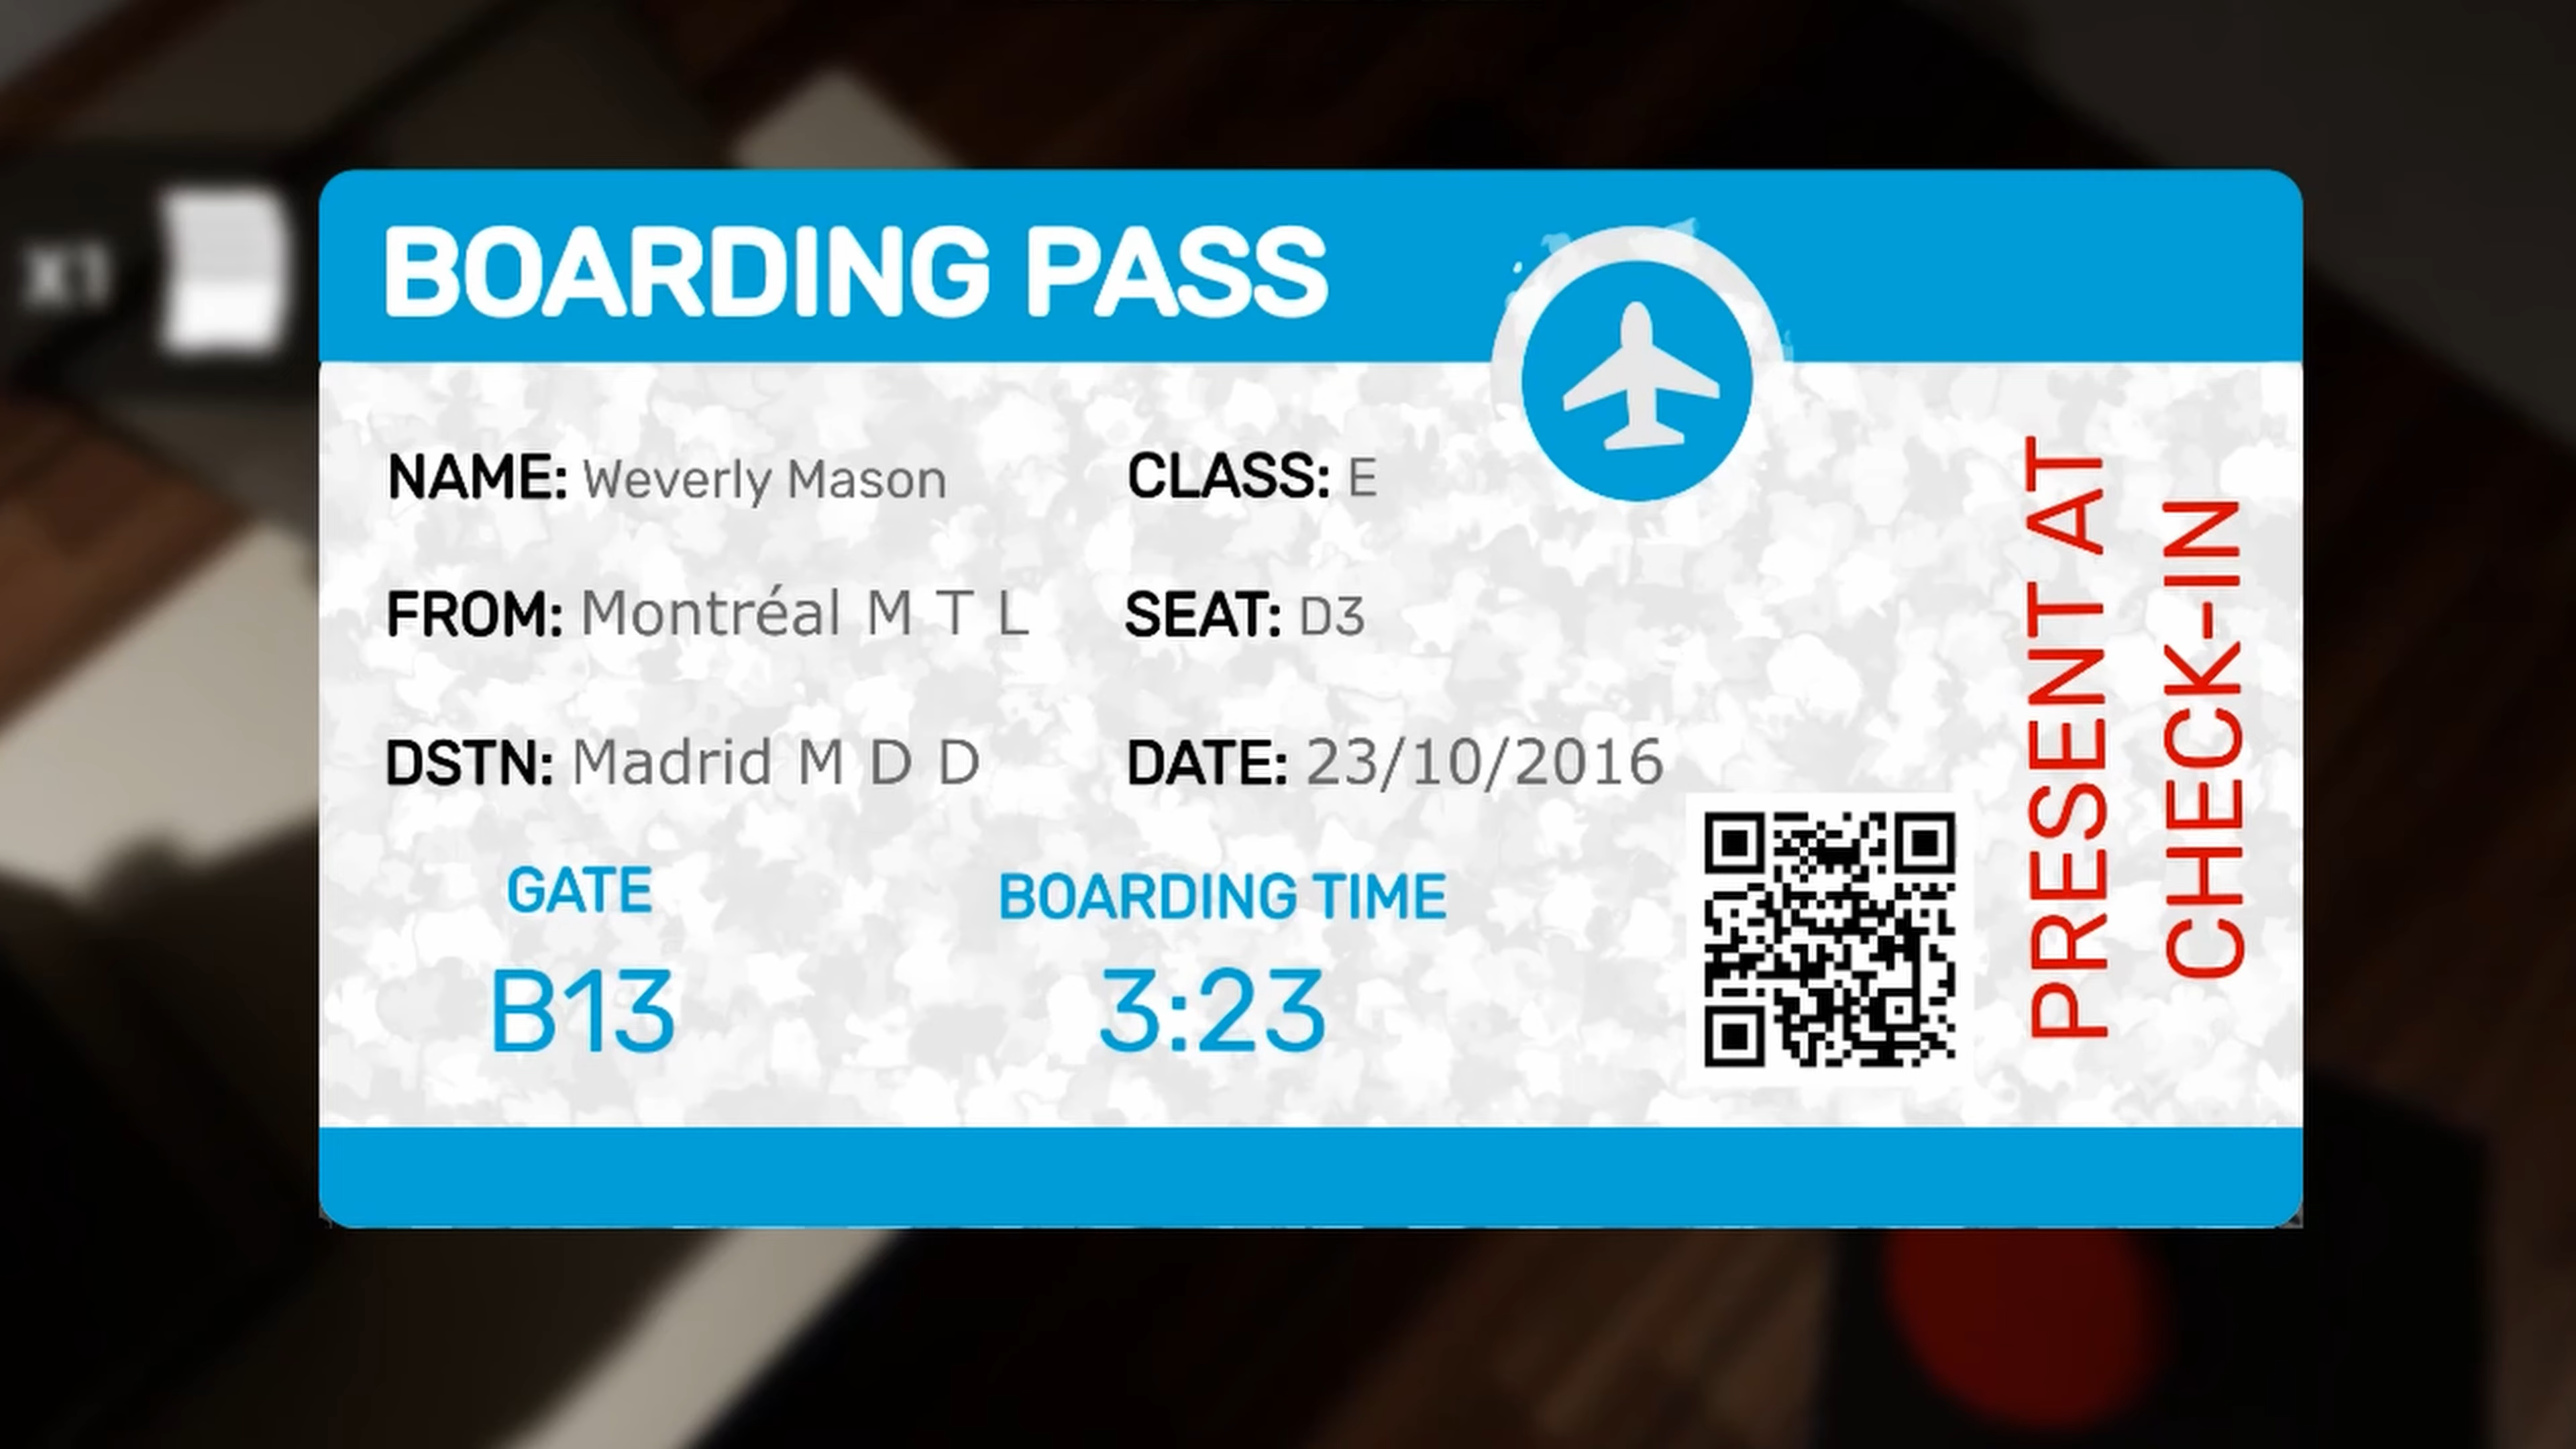 X1
BOARDING PASS
NAME: Weverly Mason
CLASS: E
FROM: Montréal M T L
SEAT: D3
DSTN: Madrid M D D
DATE: 23/10/2016
GATE
B13
BOARDING TIME
3:23
PRESENT AT
CHECK-IN